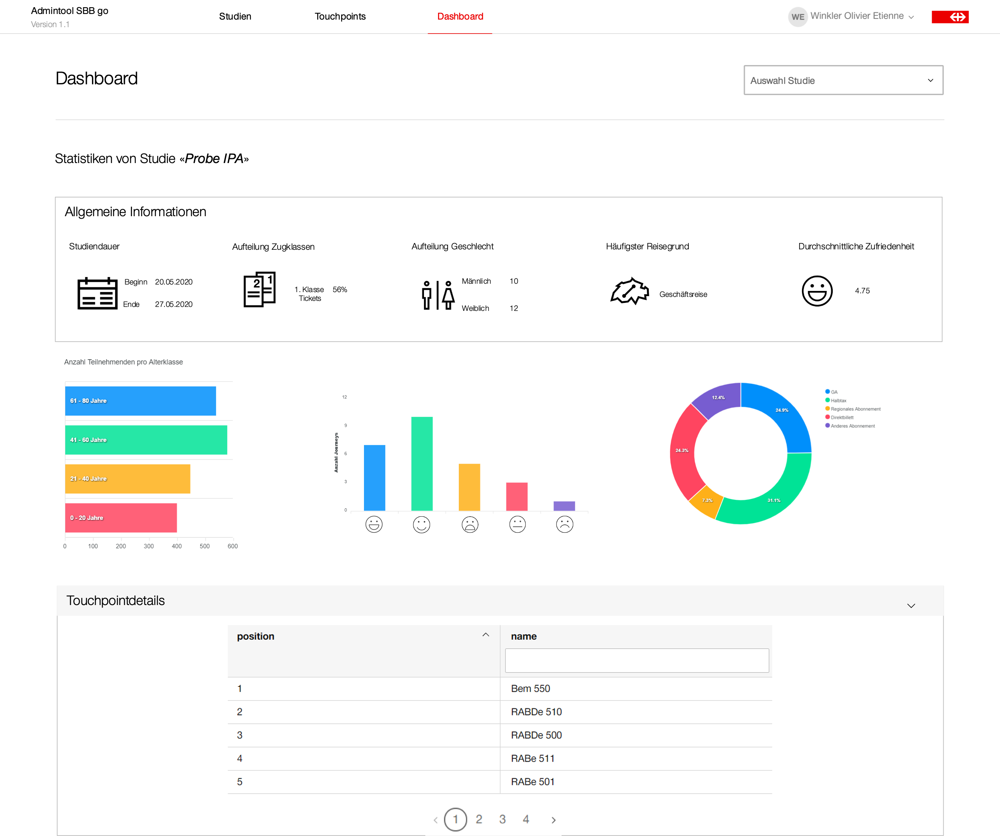 Admintool SBB go
Version 1.1
Studien
Touchpoints
Dashboard
WE
Winkler Olivier Etienne
Dashboard
Auswahl Studie
Statistiken von Studie «Probe IPA»
Allgemeine Informationen
Studiendauer
Beginn 20.05.2020
Ende 27.05.2020
Aufteilung Zugklassen
2 1
1. Klasse 56%
Tickets
Aufteilung Geschlecht
Männlich 10
Weiblich 12
Häufigster Reisegrund
Geschäftsreise
Durchschnittliche Zufriedenheit
4.75
Anzahl Teilnehmenden pro Alterklasse
61 - 80 Jahre
41 - 60 Jahre
21 - 40 Jahre
0 - 20 Jahre
0 100 200 300 400 500 600
Anzahl Journeys
12
9
6
3
0
12.4%
24.9%
24.3%
7.3%
31.1%
GA
Halbtax
Regionales Abonnement
Direktbillett
Anderes Abonnement
Touchpointdetails
position name
1 Bem 550
2 RABDe 510
3 RABDe 500
4 RABe 511
5 RABe 501
1 2 3 4